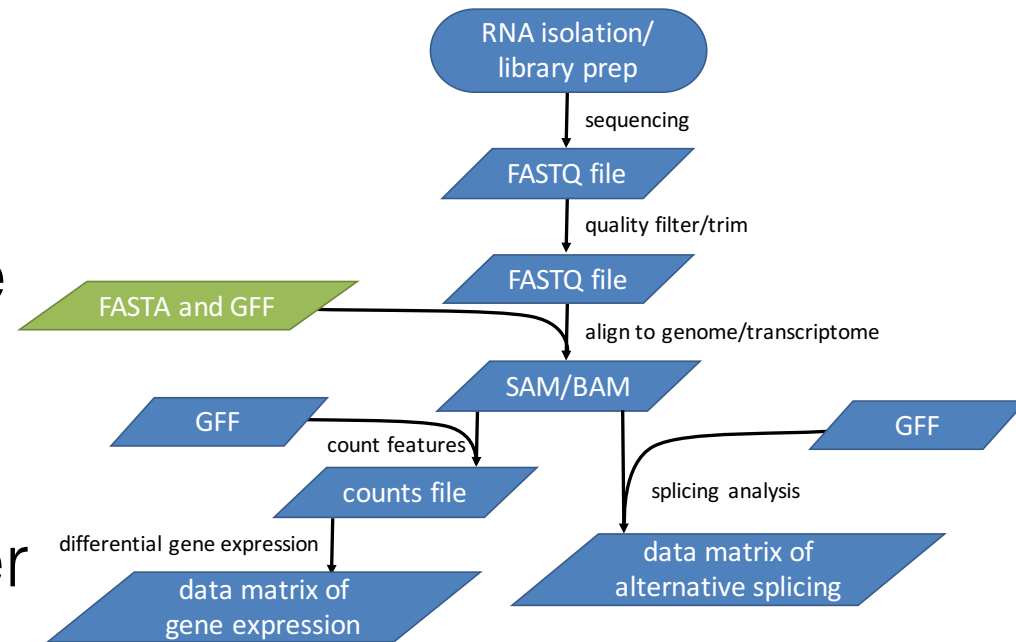 RNA isolation/
library prep
sequencing
FASTQ file
quality filter/trim
FASTQ file
FASTA and GFF
align to genome/transcriptome
SAM/BAM
GFF
GFF
count features
counts file
splicing analysis
differential gene expression
data matrix of
gene expression
data matrix of
alternative splicing